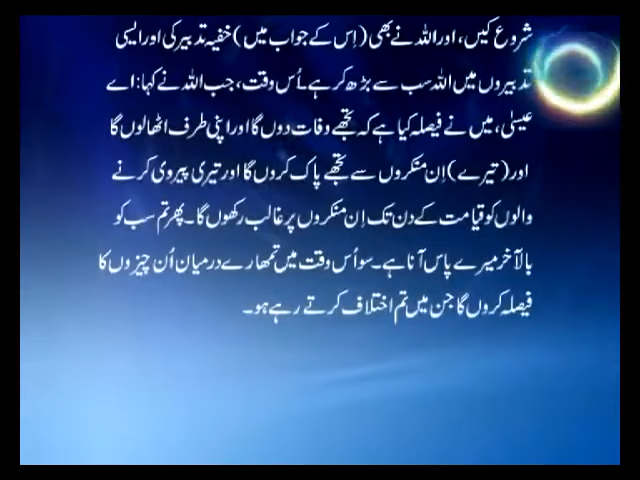 شروع کیں، اور اللہ نے بھی (اِس کے جواب میں) خفیہ تدبیر کی اور ایسی
تدبیروں میں اللہ سب سے بڑھ کر ہے۔ اُس وقت، جب اللہ نے کہا: اے
عیسیٰ، میں نے فیصلہ کیا ہے کہ تجھے وفات دوں گا اور اپنی طرف اٹھا لوں گا
اور (تیرے) اِن منکروں سے تجھے پاک کروں گا اور تیری پیروی کرنے
والوں کو قیامت کے دن تک اِن منکروں پر غالب رکھوں گا۔ پھر تم سب کو
بالآخر میرے پاس آنا ہے۔ سو اُس وقت میں تمھارے درمیان اُن چیزوں کا
فیصلہ کروں گا جن میں تم اختلاف کرتے رہے ہو۔